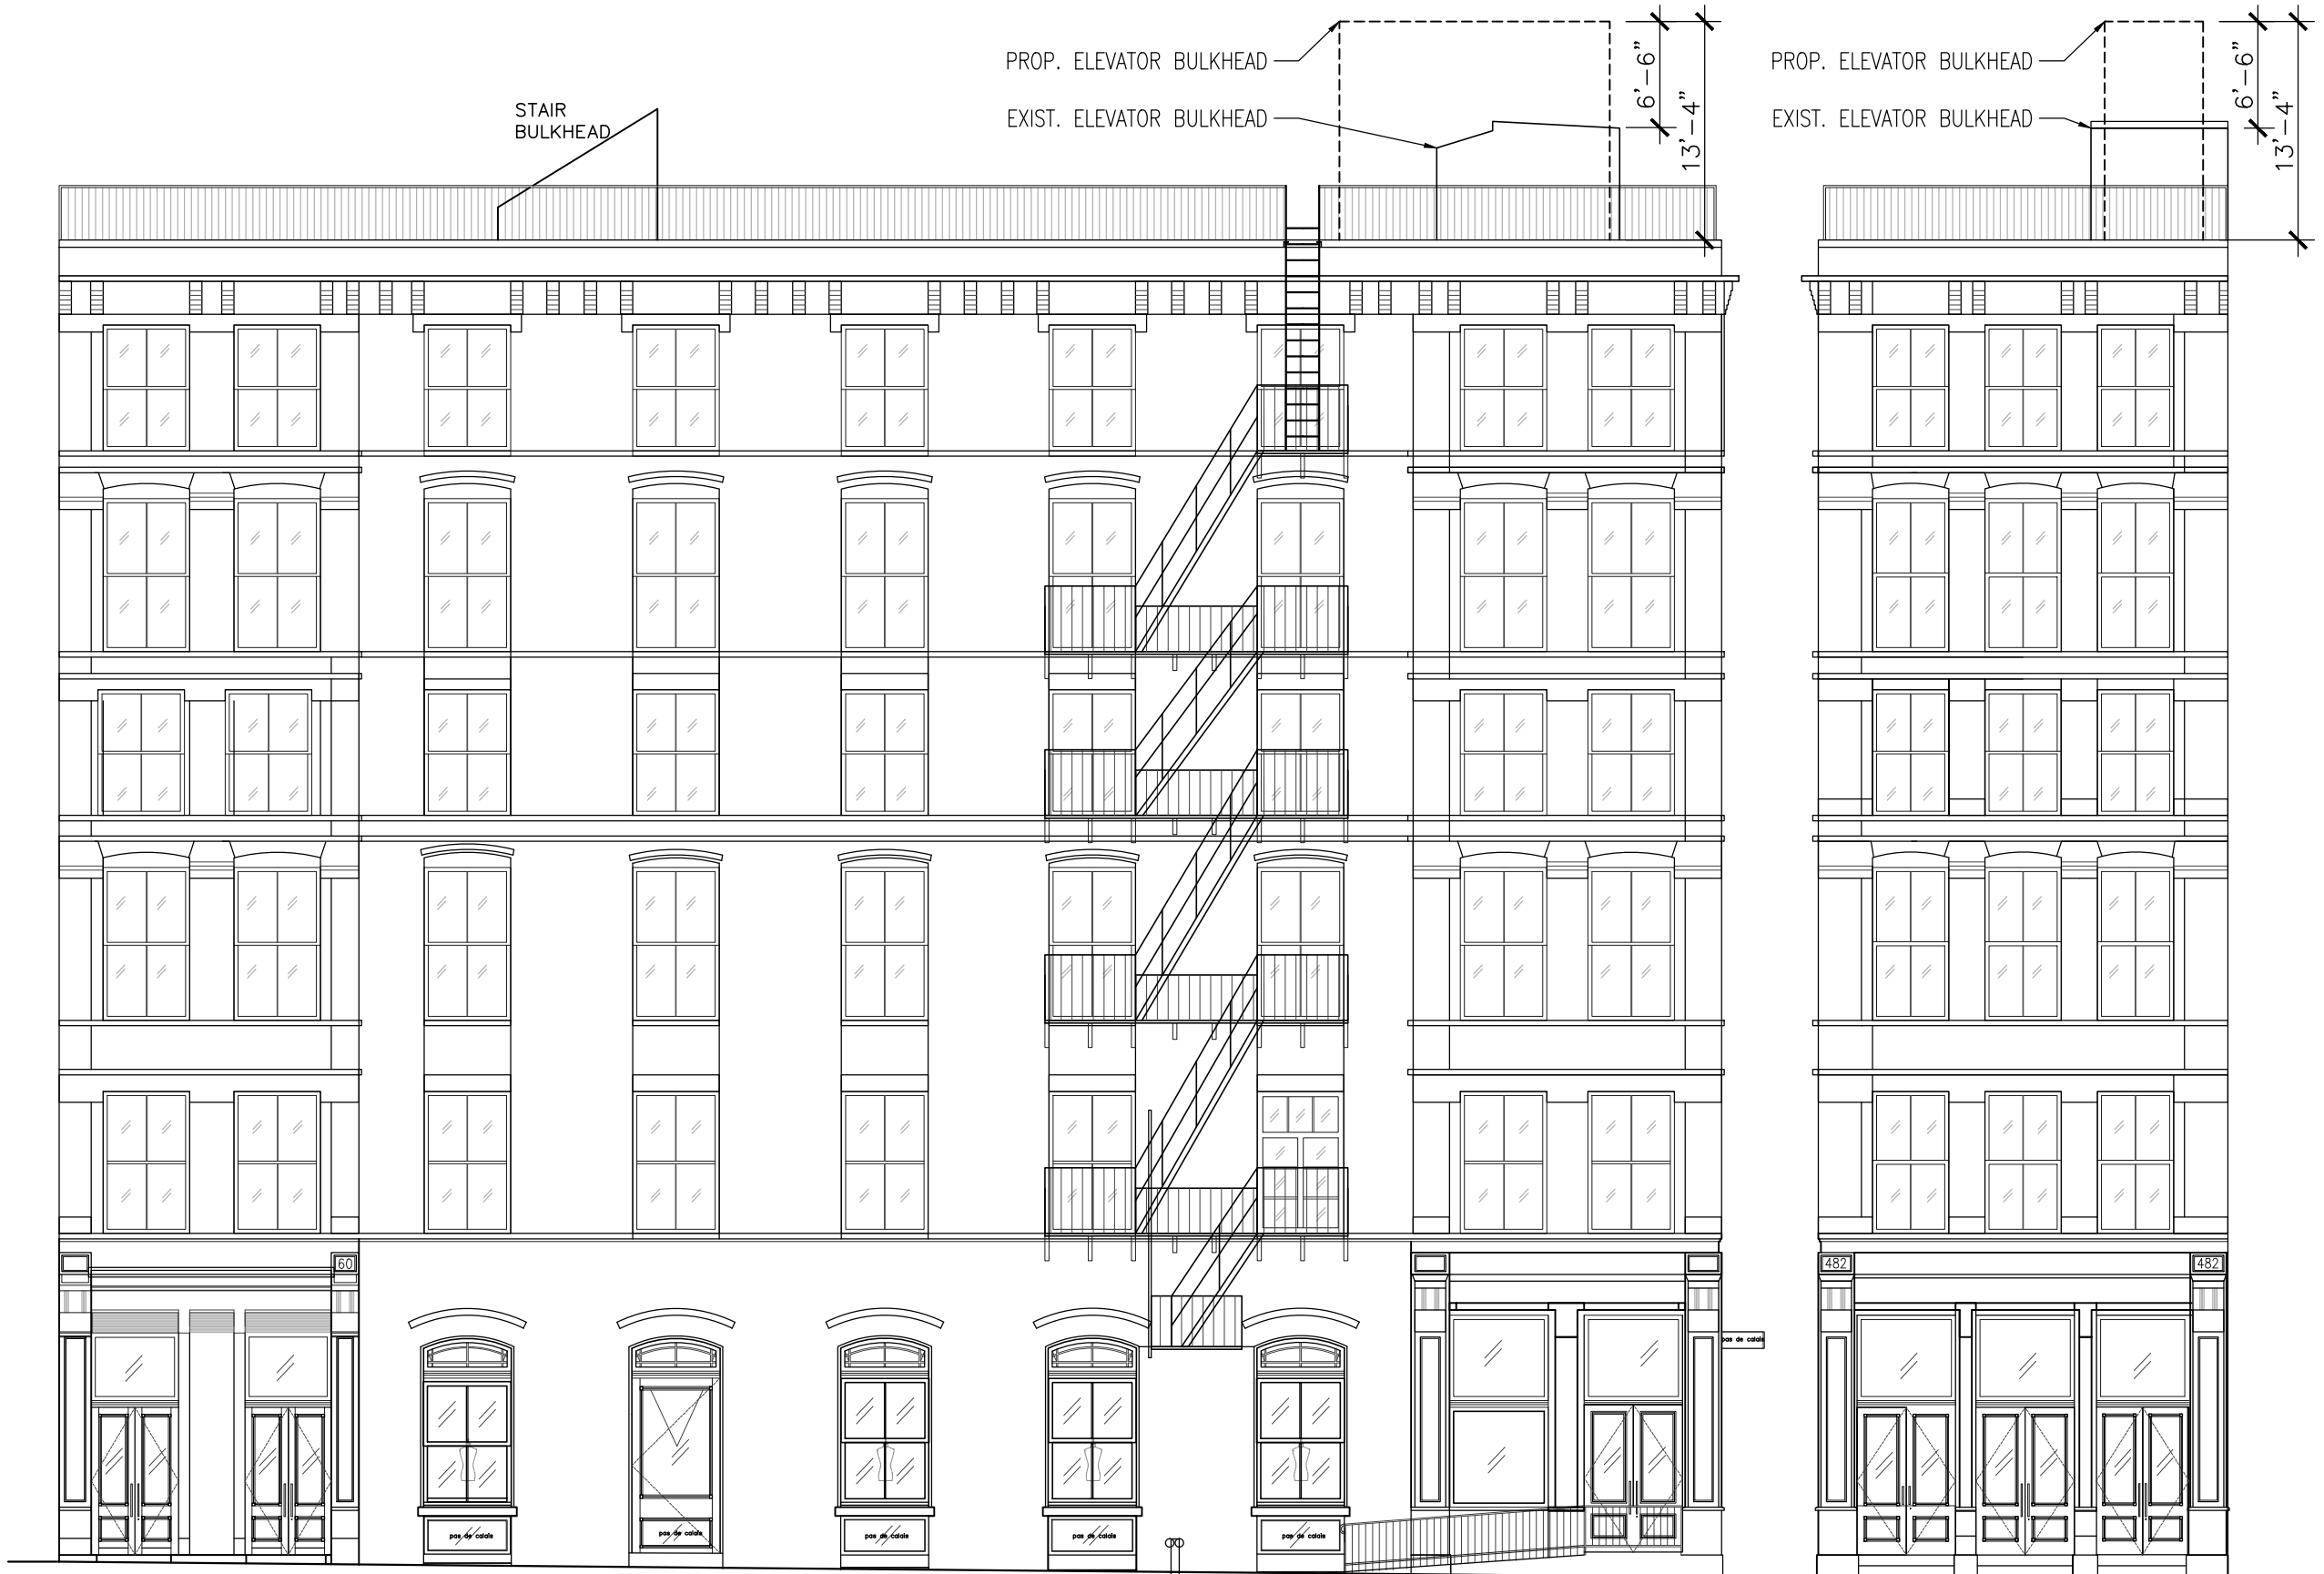 PROP. ELEVATOR BULKHEAD
6'-6"
13'-4"
PROP. ELEVATOR BULKHEAD
6'-6"
13'-4"
STAIR
BULKHEAD
EXIST. ELEVATOR BULKHEAD
EXIST. ELEVATOR BULKHEAD
60
482
482
pas de calais
pas de calais
pas de calais
pas de calais
pas de calais
pas de calais